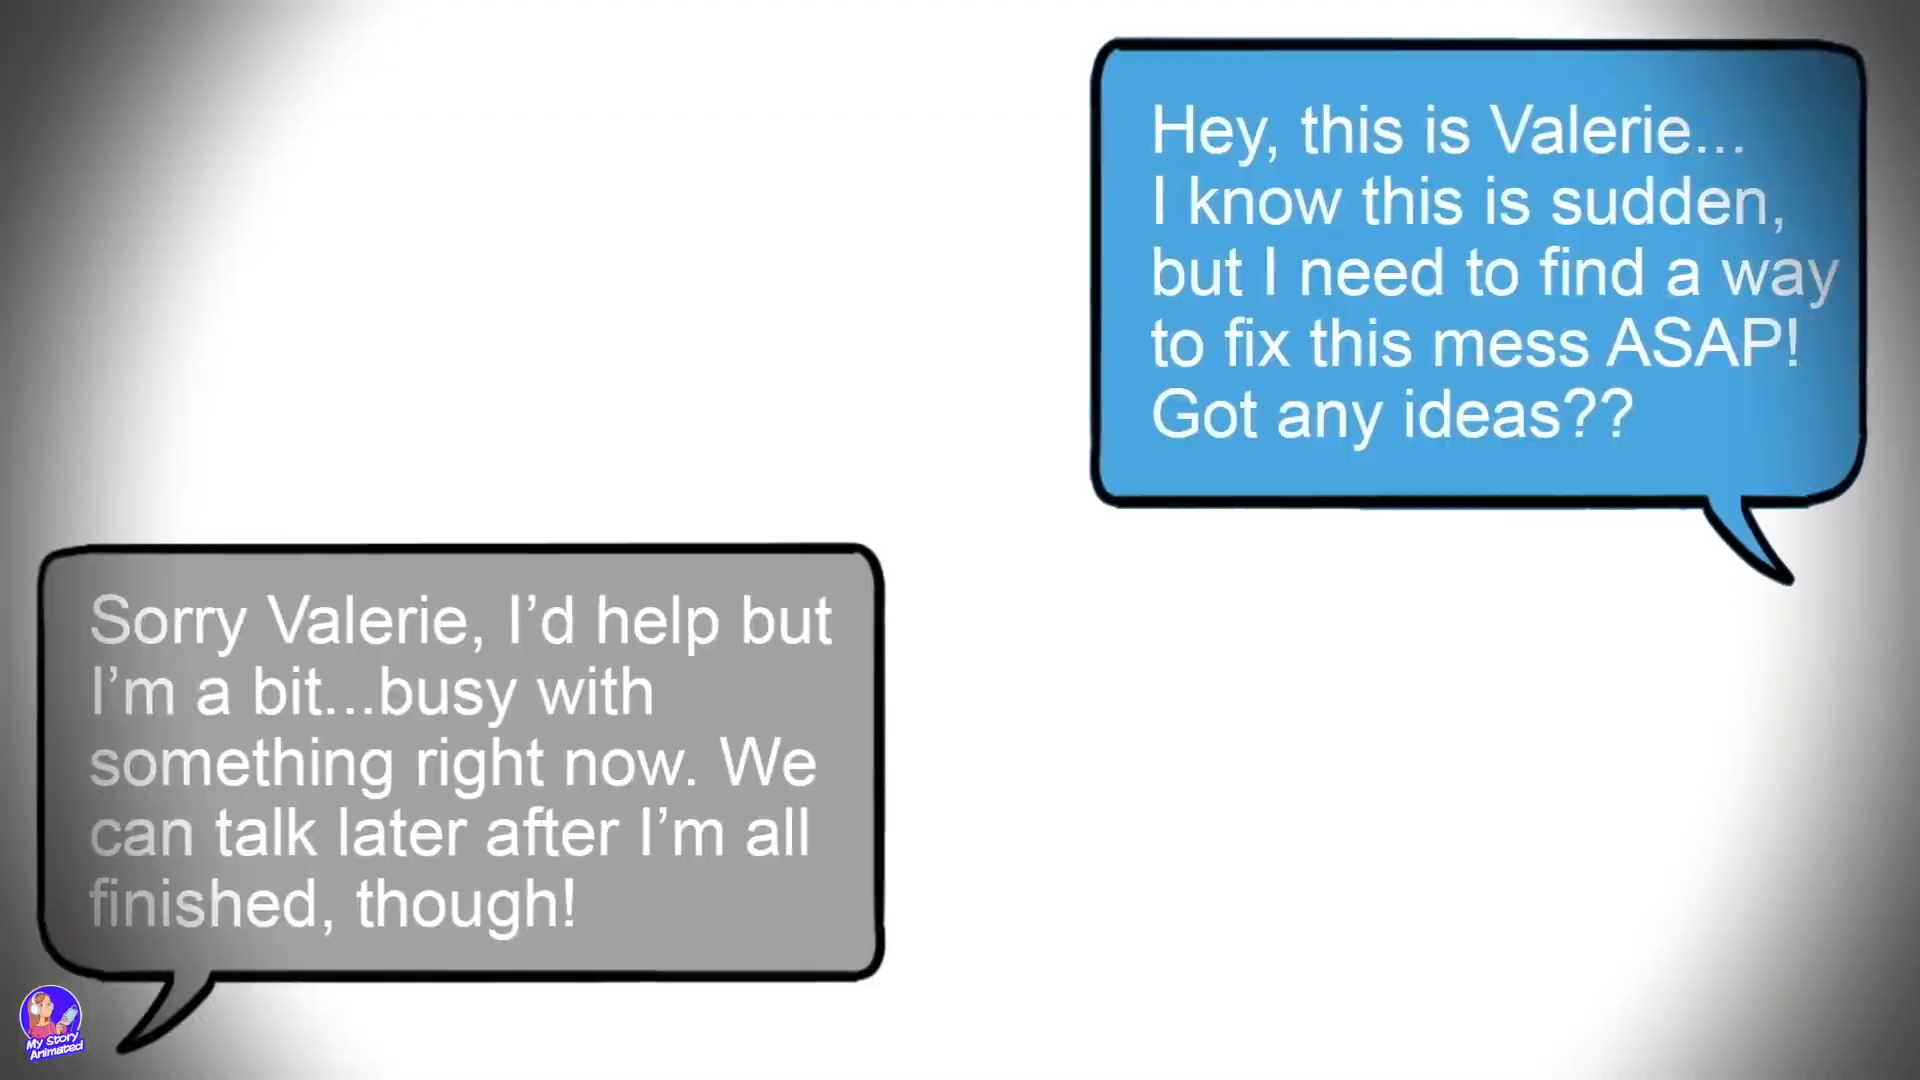 Hey, this is Valerie...
I know this is sudden,
but I need to find a way
to fix this mess ASAP!
Got any ideas??
Sorry Valerie, I’d help but
I’m a bit...busy with
something right now. We
can talk later after I’m all
finished, though!
My Story
Animated